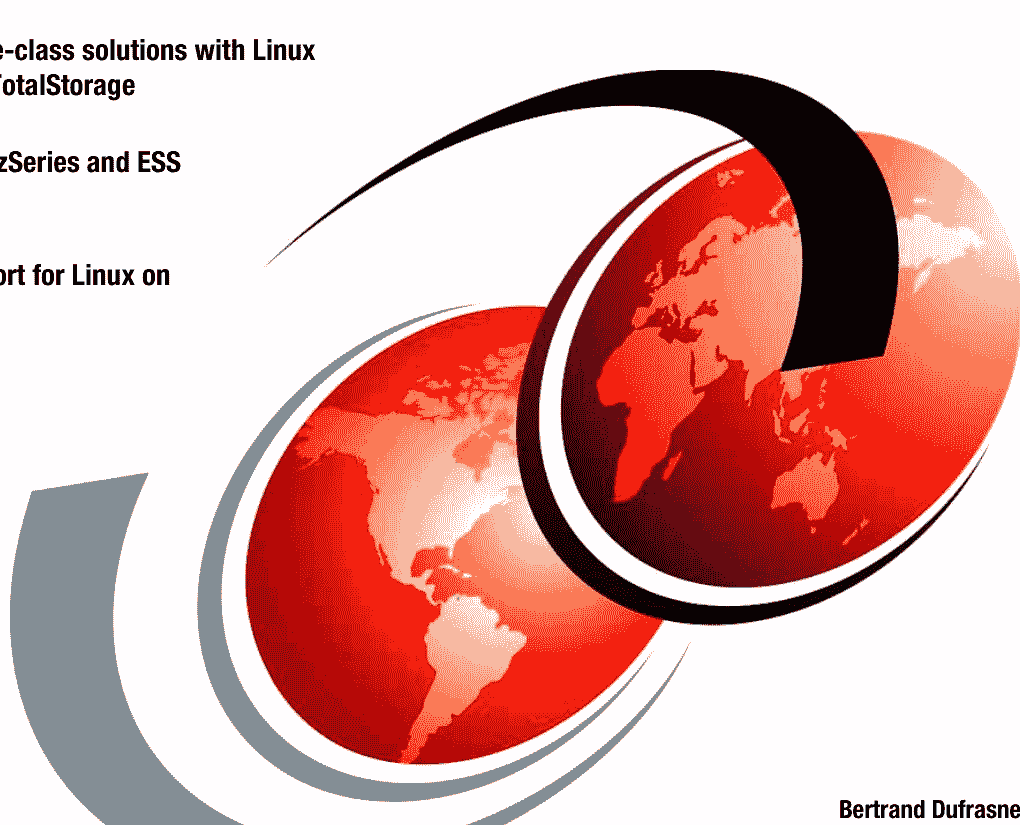 e-class solutions with Linux
TotalStorage
zSeries and ESS
ort for Linux on
Bertrand Dufrasne